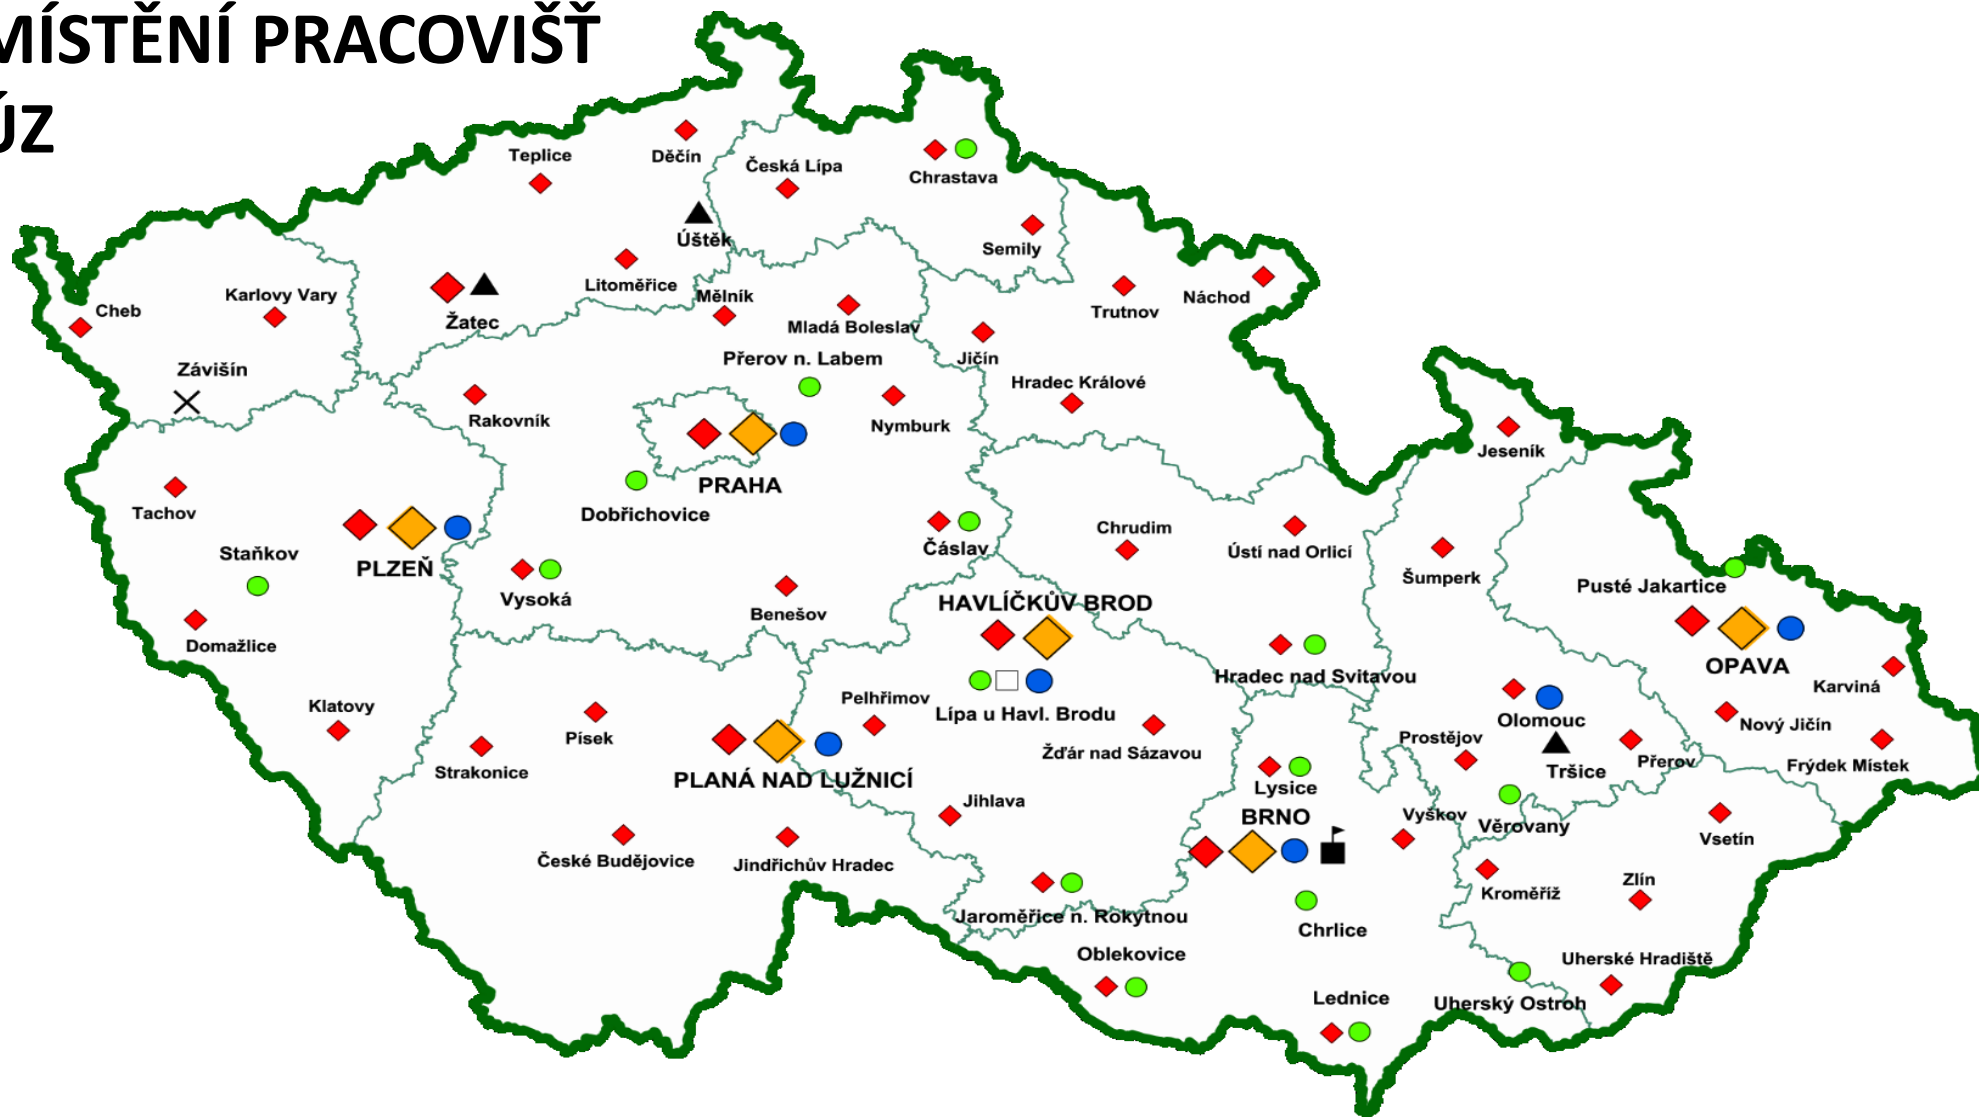 MÍSTĚNÍ PRACOVIŠŤ
ÚZ
Teplice
Děčín
Česká Lípa
Chrastava
Úštěk
Semily
Litoměřice
Karlovy Vary
Cheb
Žatec
Mělník
Mladá Boleslav
Trutnov
Náchod
Jičín
Přerov n. Labem
Závišín
Hradec Králové
Rakovník
Nymburk
Jeseník
PRAHA
Tachov
Dobřichovice
Chrudim
Čáslav
Ústí nad Orlicí
Staňkov
PLZEŇ
Šumperk
Pusté Jakartice
Vysoká
HAVLÍČKŮV BROD
Benešov
Domažlice
OPAVA
Hradec nad Svitavou
Karviná
Klatovy
Pelhřimov
Lípa u Havl. Brodu
Olomouc
Nový Jičín
Písek
Prostějov
Žďár nad Sázavou
Přerov
Frýdek Místek
Strakonice
Tršice
PLANÁ NAD LUŽNICÍ
Lysice
Jihlava
BRNO
Vyškov
Věrovany
Vsetín
České Budějovice
Jindřichův Hradec
Zlín
Kroměříž
Jaroměřice n. Rokytnou
Chrlice
Oblekovice
Uherské Hradiště
Lednice
Uherský Ostroh